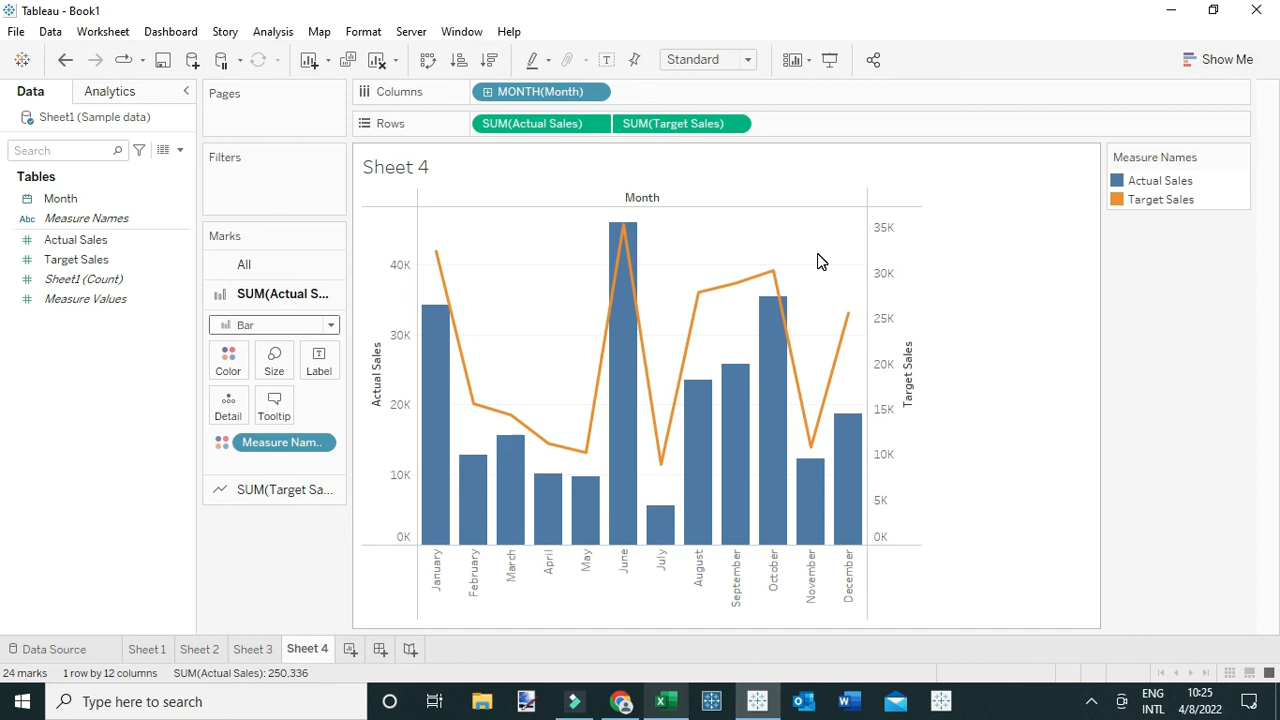 Tableau - Book1
File Data Worksheet Dashboard Story Analysis Map Format Server Window Help
Standard
Show Me
Data Analytics
Sheet1 (Sample data)
Search
Tables
Month
Abc Measure Names
Actual Sales
Target Sales
Sheet1 (Count)
Measure Values
Pages
Filters
Marks
All
SUM(Actual S...
Bar
Color Size Label
Detail Tooltip
Measure Nam..
SUM(Target Sa...
Columns MONTH(Month)
Rows SUM(Actual Sales) SUM(Target Sales)
Sheet 4
Month
Actual Sales
40K
30K
20K
10K
0K
35K
30K
25K
20K
15K
10K
5K
0K
Target Sales
January February March April May June July August September October November December
Measure Names
Actual Sales
Target Sales
Data Source Sheet 1 Sheet 2 Sheet 3 Sheet 4
24 marks 1 row by 12 columns SUM(Actual Sales): 250.336
Type here to search
ENG
INTL
10:25
4/8/2022